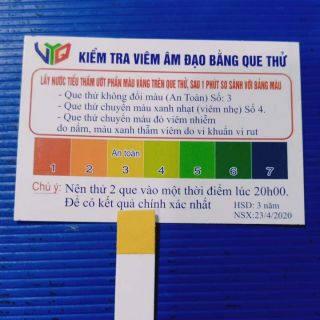 VYQ
KIỂM TRA VIÊM ÂM ĐẠO BẰNG QUE THỬ
LẤY NƯỚC TIỂU THẤM ƯỚT PHẦN MÀU VÀNG TRÊN QUE THỬ, SAU 1 PHÚT SO SÁNH VỚI BẢNG MÀU
- Que thử không đổi màu (An Toàn) Số: 3
- Que thử chuyển màu xanh nhạt (viêm nhẹ) Số 4.
- Que thử chuyển màu đỏ viêm nhiễm
do nấm, màu xanh thẫm viêm do vi khuẩn vi rut
An toàn
1 2 3 4 5 6 7
Chú ý: Nên thử 2 que vào một thời điểm lúc 20h00.
Để có kết quả chính xác nhất
HSD: 3 năm
NSX:23/4/2020